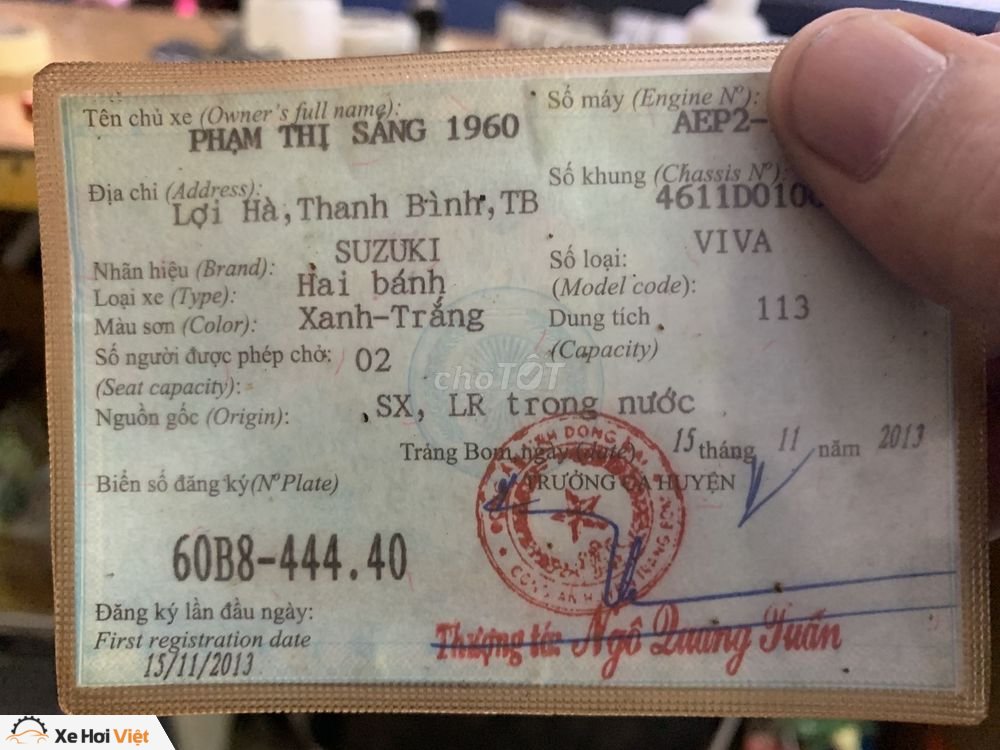 Tên chủ xe (Owner's full name):
PHẠM THỊ SÁNG 1960
Số máy (Engine Nº):
AEP2-
Địa chỉ (Address):
Lợi Hà,Thanh Bình,TB
Số khung (Chassis Nº)
4611D010
Nhãn hiệu (Brand): SUZUKI
Số loại: VIVA
(Model code):
Loại xe (Type): Hai bánh
Màu sơn (Color): Xanh-Trắng
Dung tích 113
(Capacity)
Số người được phép chở: 02
(Seat capacity):
Nguồn gốc (Origin): SX, LR trong nước
choTỐT
Trảng Bom, ngày (date) 15 tháng 11 năm 2013
Biển số đăng ký(NºPlate)
TRƯỞNG CA HUYỆN
60B8-444.40
Đăng ký lần đầu ngày:
First registration date
15/11/2013
Thượng tá: Ngô Quang Tuấn
Xe Hơi Việt